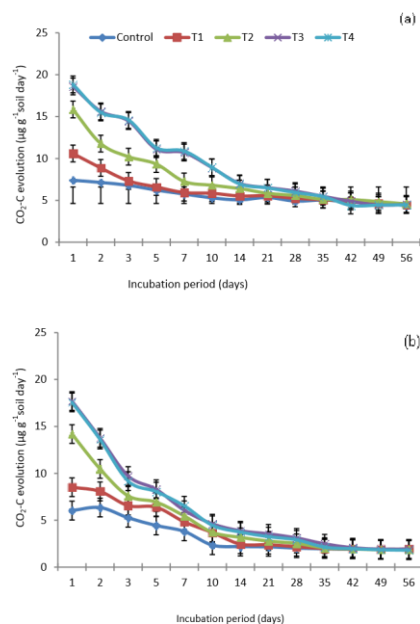 (a)
Control T1 T2 T3 T4
25
20
15
10
5
0
CO₂-C evolution (µg g⁻¹ soil day⁻¹)
1 2 3 5 7 10 14 21 28 35 42 49 56
Incubation period (days)
(b)
25
20
15
10
5
0
CO₂-C evolution (µg g⁻¹ soil day⁻¹)
1 2 3 5 7 10 14 21 28 35 42 49 56
Incubation period (days)